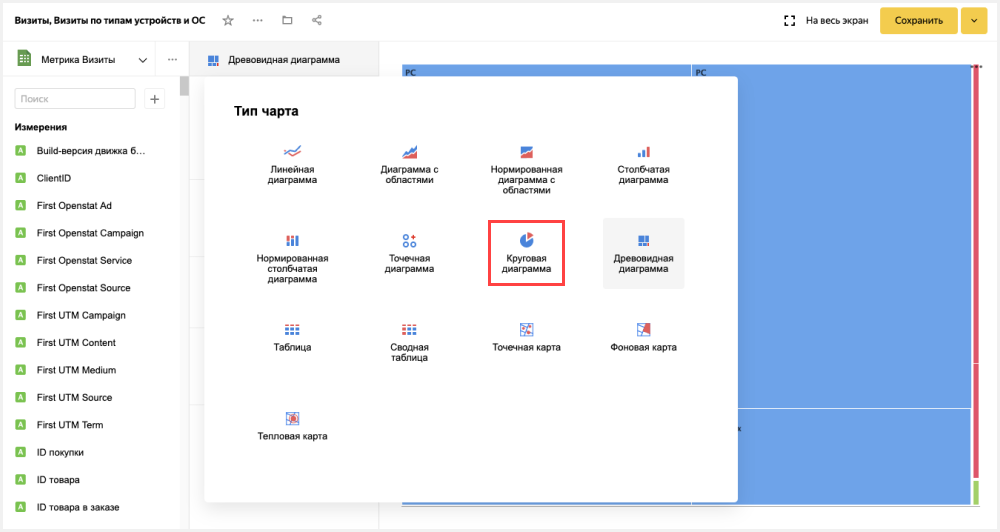 Визиты, Визиты по типам устройств и ОС
На весь экран
Сохранить
Метрика Визиты
Древовидная диаграмма
Поиск
Измерения
A Build-версия движка б...
A ClientID
A First Openstat Ad
A First Openstat Campaign
A First Openstat Service
A First Openstat Source
A First UTM Campaign
A First UTM Content
A First UTM Medium
A First UTM Source
A First UTM Term
A ID покупки
A ID товара
A ID товара в заказе
PC
PC
Тип чарта
Линейная
диаграмма
Диаграмма с
областями
Нормированная
диаграмма с
областями
Столбчатая
диаграмма
Нормированная
столбчатая
диаграмма
Точечная
диаграмма
Круговая
диаграмма
Древовидная
диаграмма
Таблица
Сводная
таблица
Точечная карта
Фоновая карта
Тепловая карта